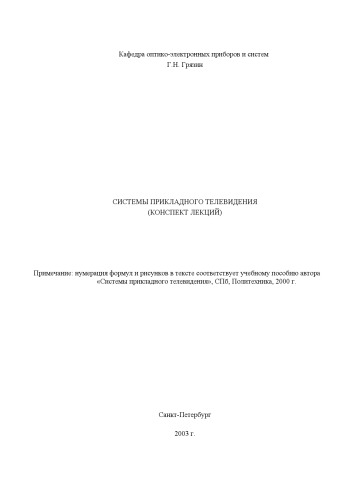 Кафедра оптико-электронных приборов и систем
Г.Н. Грязин
СИСТЕМЫ ПРИКЛАДНОГО ТЕЛЕВИДЕНИЯ
(КОНСПЕКТ ЛЕКЦИЙ)
Примечание: нумерация формул и рисунков в тексте соответствует учебному пособию автора
«Системы прикладного телевидения», СПб, Политехника, 2000 г.
Санкт-Петербург
2003 г.